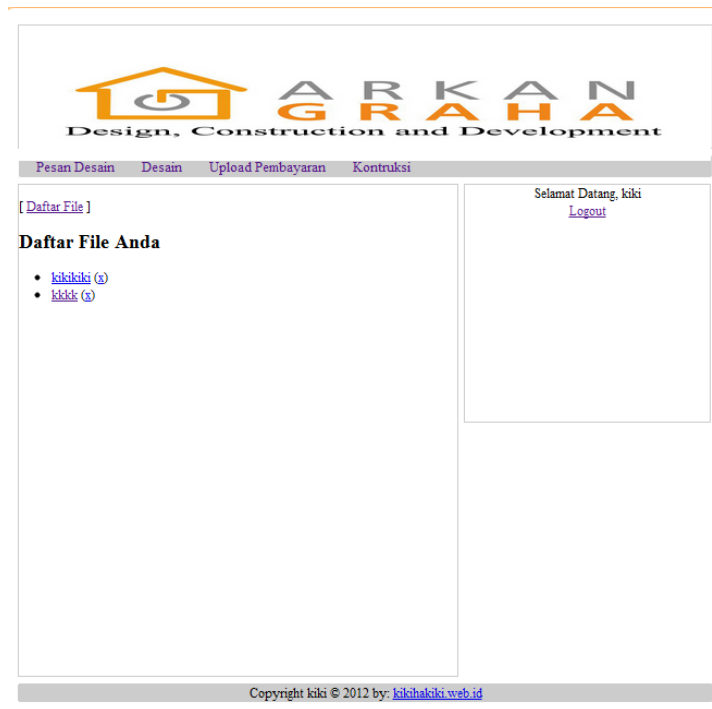 ARKAN
GRAHA
Design, Construction and Development
Pesan Desain Desain Upload Pembayaran Kontruksi
[ Daftar File ]
Daftar File Anda
kikikiki (x)
kkkk (x)
Selamat Datang, kiki
Logout
Copyright kiki © 2012 by: kikihakiki.web.id